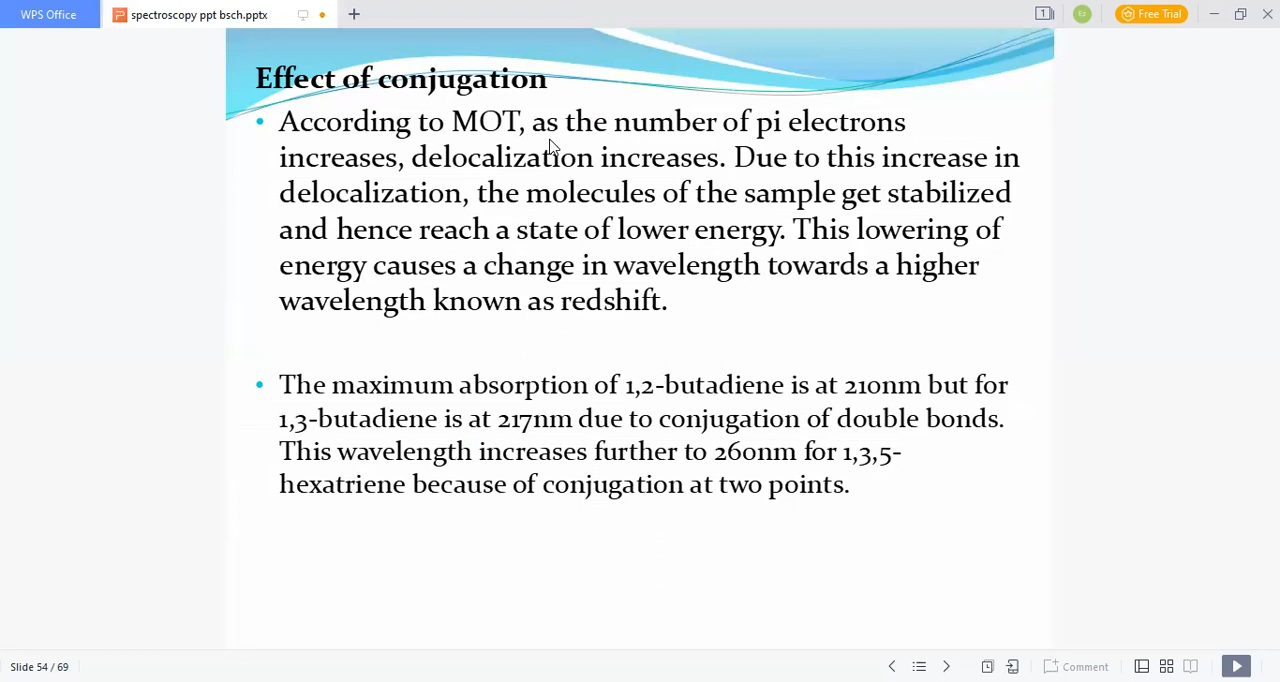 WPS Office
spectroscopy ppt bsch.pptx
1
Free Trial
Effect of conjugation
• According to MOT, as the number of pi electrons
increases, delocalization increases. Due to this increase in
delocalization, the molecules of the sample get stabilized
and hence reach a state of lower energy. This lowering of
energy causes a change in wavelength towards a higher
wavelength known as redshift.
• The maximum absorption of 1,2-butadiene is at 210nm but for
1,3-butadiene is at 217nm due to conjugation of double bonds.
This wavelength increases further to 260nm for 1,3,5-
hexatriene because of conjugation at two points.
Slide 54 / 69
Comment